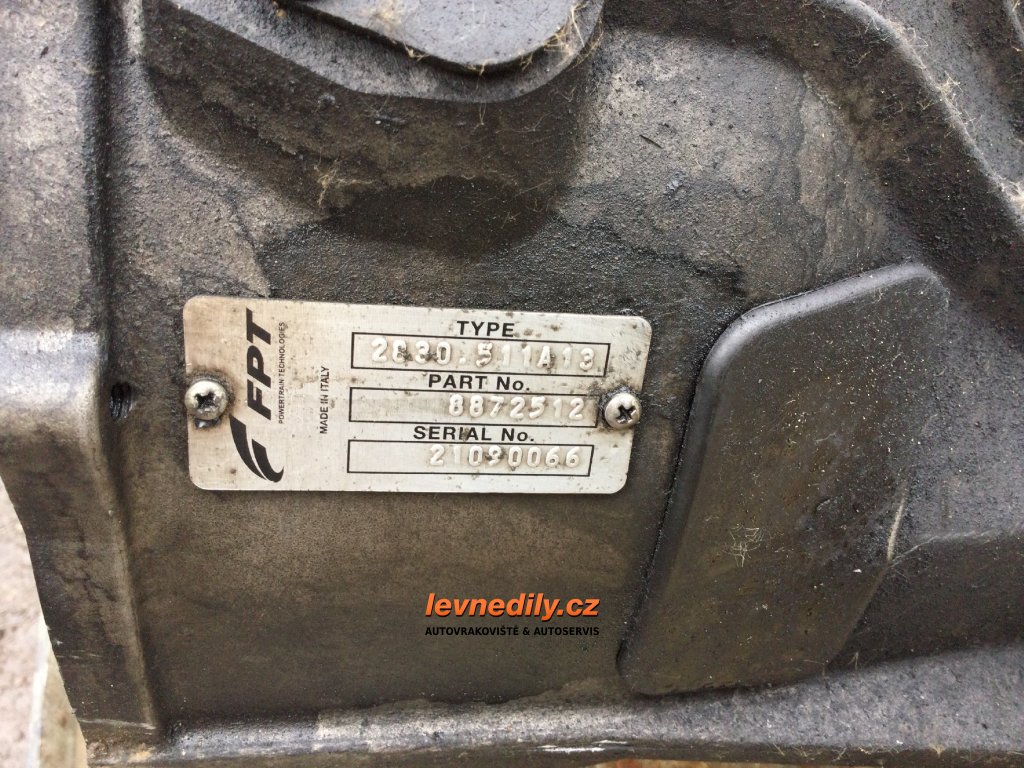 FPT
POWERTRAIN TECHNOLOGIES
MADE IN ITALY
TYPE
2830.511A13
PART No.
8872512
SERIAL No.
21090066
levnedily.cz
AUTOVRAKOVIŠTĚ & AUTOSERVIS